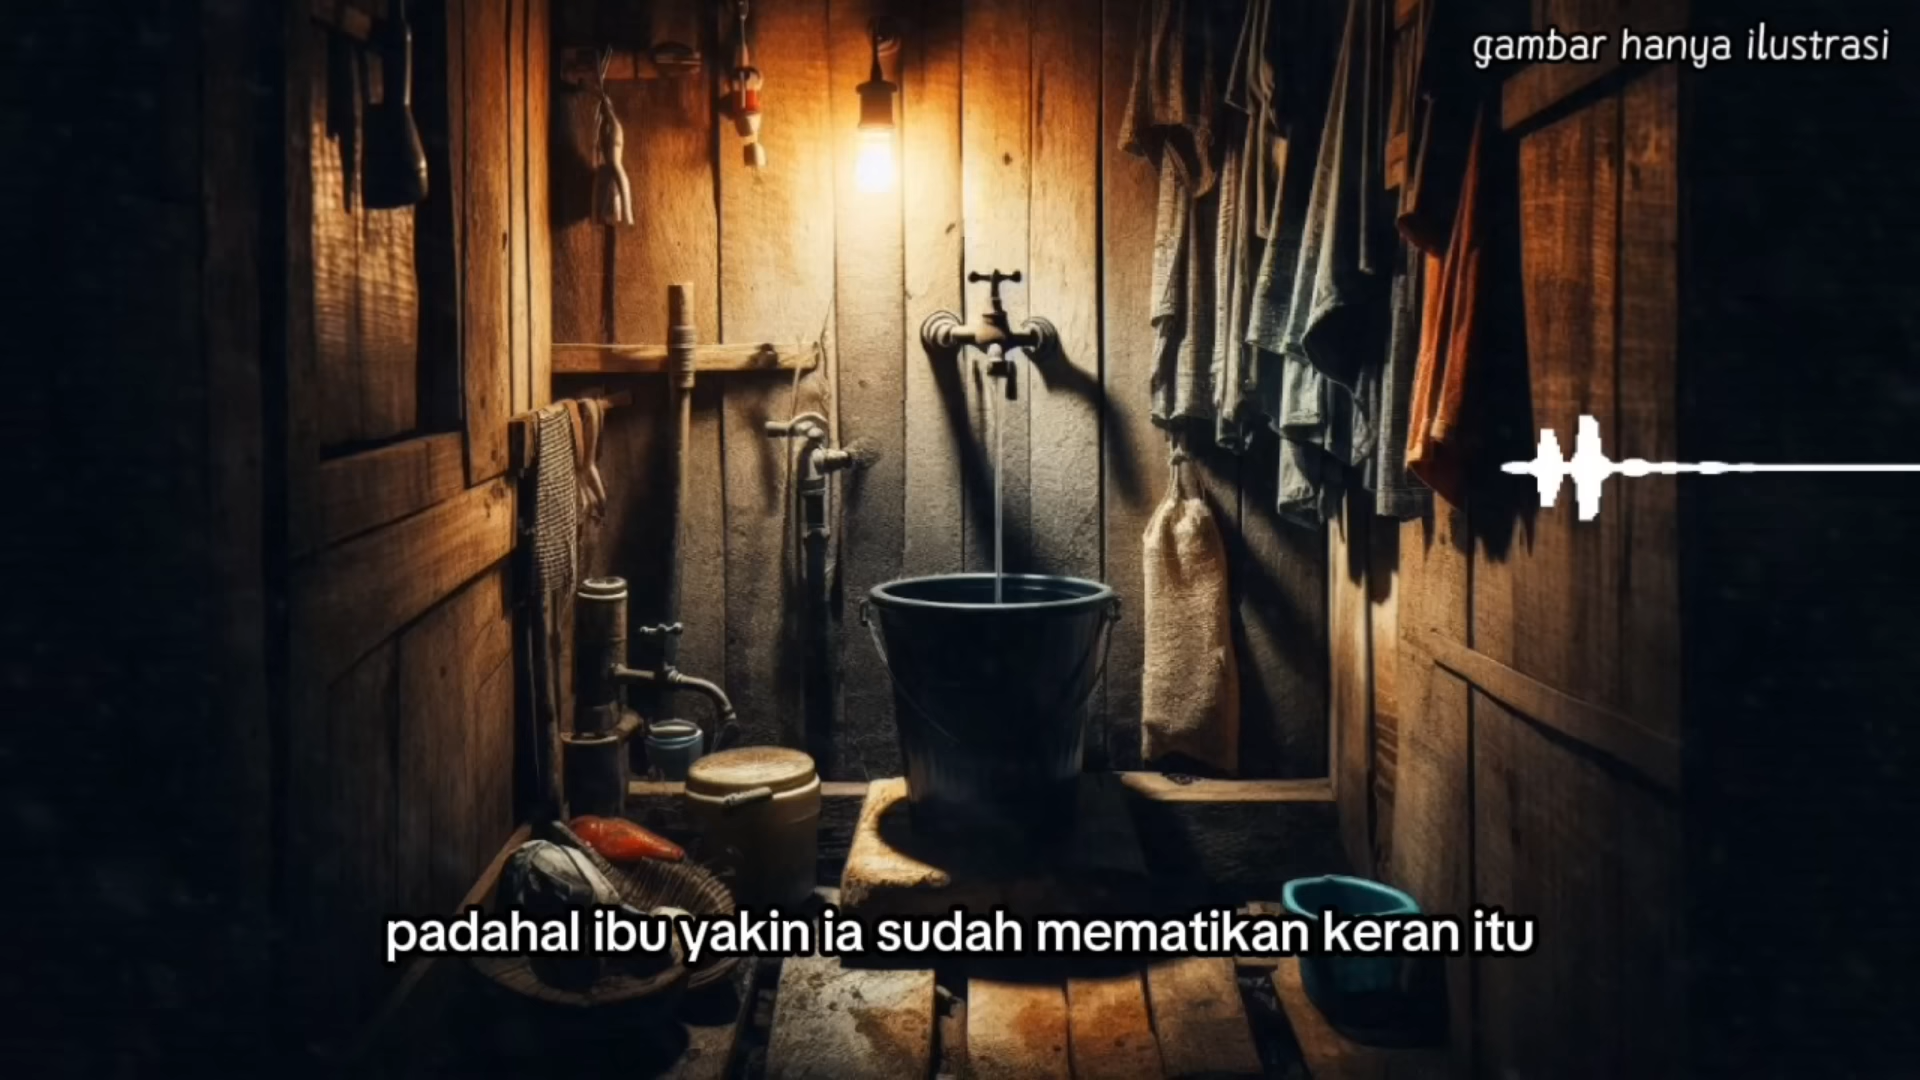 gambar hanya ilustrasi
padahal ibu yakin ia sudah mematikan keran itu